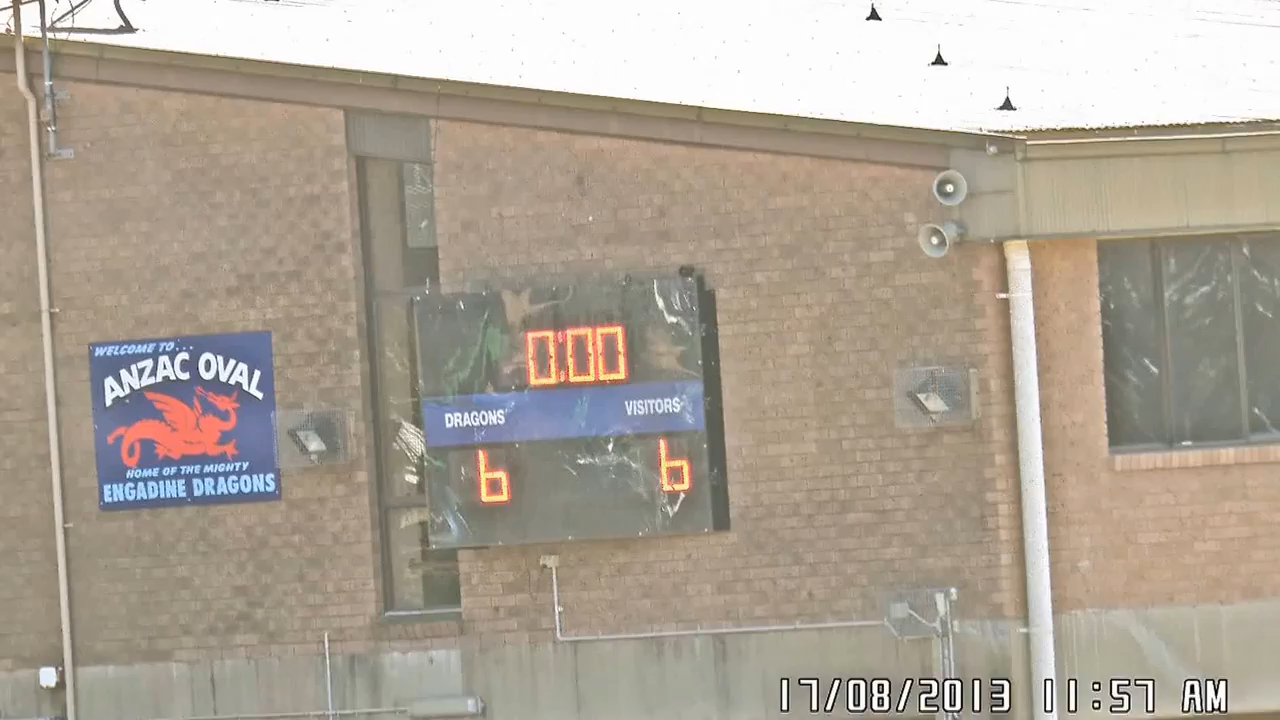 WELCOME TO...
ANZAC OVAL
HOME OF THE MIGHTY
ENGADINE DRAGONS
0:00
DRAGONS VISITORS
6 6
17/08/2013 11:57 AM